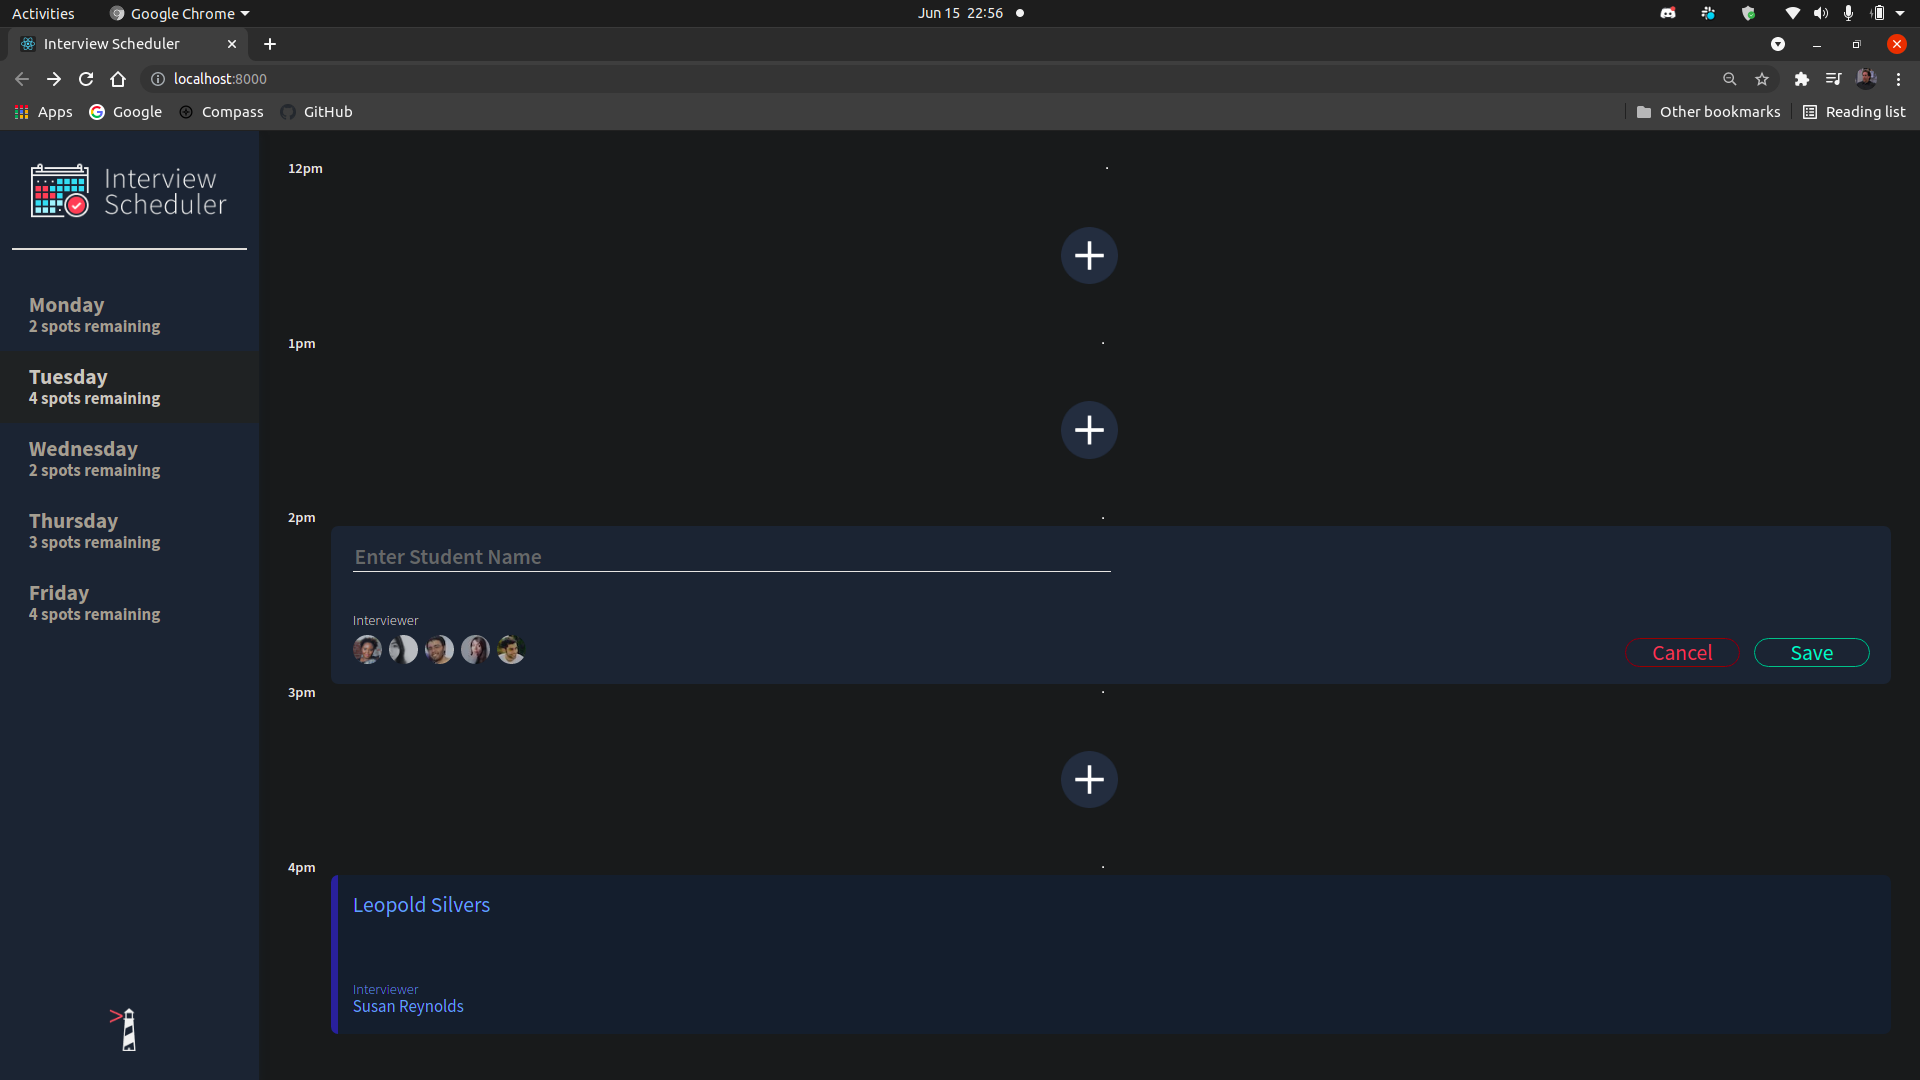 Activities
Google Chrome
Jun 15 22:56
Interview Scheduler
localhost:8000
Apps
Google
Compass
GitHub
Other bookmarks
Reading list
Interview
Scheduler
Monday
2 spots remaining
Tuesday
4 spots remaining
Wednesday
2 spots remaining
Thursday
3 spots remaining
Friday
4 spots remaining
12pm
1pm
2pm
Enter Student Name
Interviewer
Cancel
Save
3pm
4pm
Leopold Silvers
Interviewer
Susan Reynolds